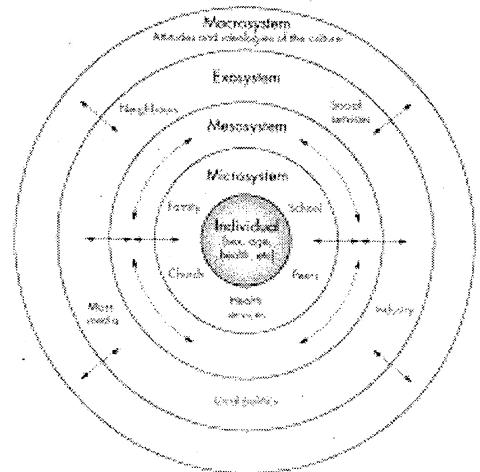 Macrosystem
Attitudes and ideologies of the culture
Exosystem
Neighbours
Social
services
Mesosystem
Microsystem
Family
School
Individual
(sex, age,
health, etc)
Church
Peers
Health
services
Mass
media
Industry
Local politics